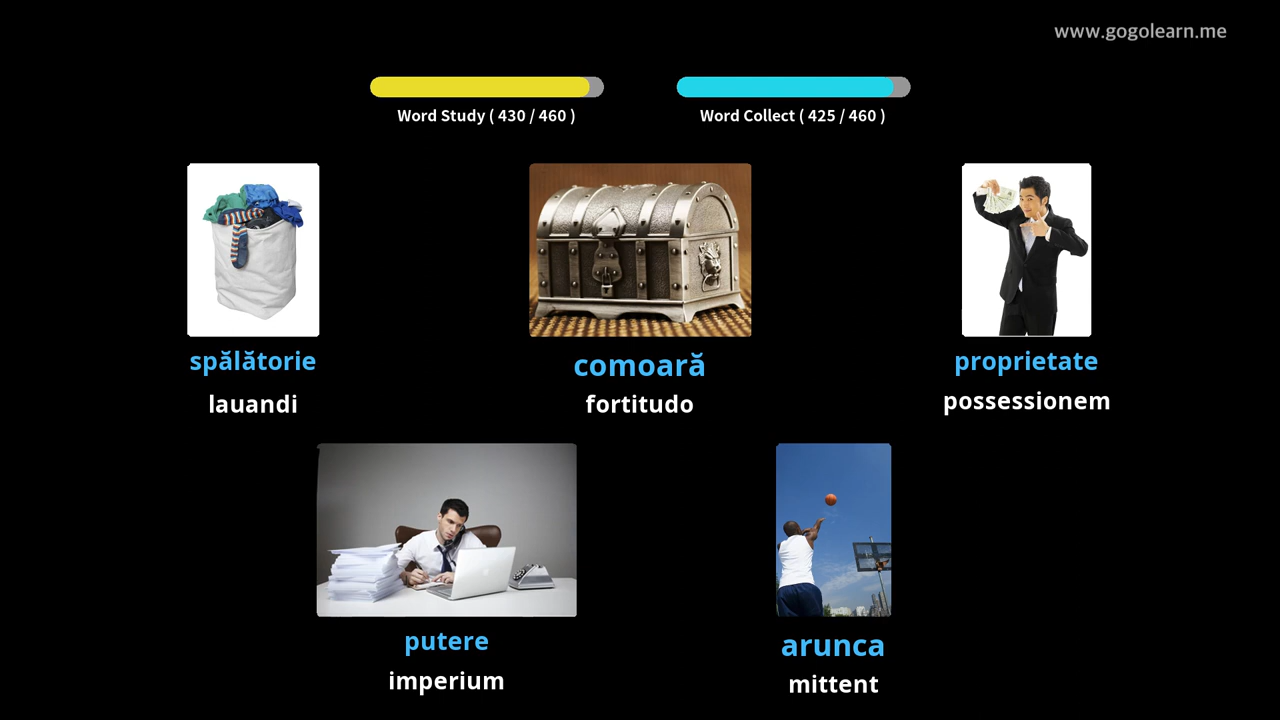 www.gogolearn.me
Word Study ( 430 / 460 )
Word Collect ( 425 / 460 )
spălătorie
lauandi
comoară
fortitudo
proprietate
possessionem
putere
imperium
arunca
mittent